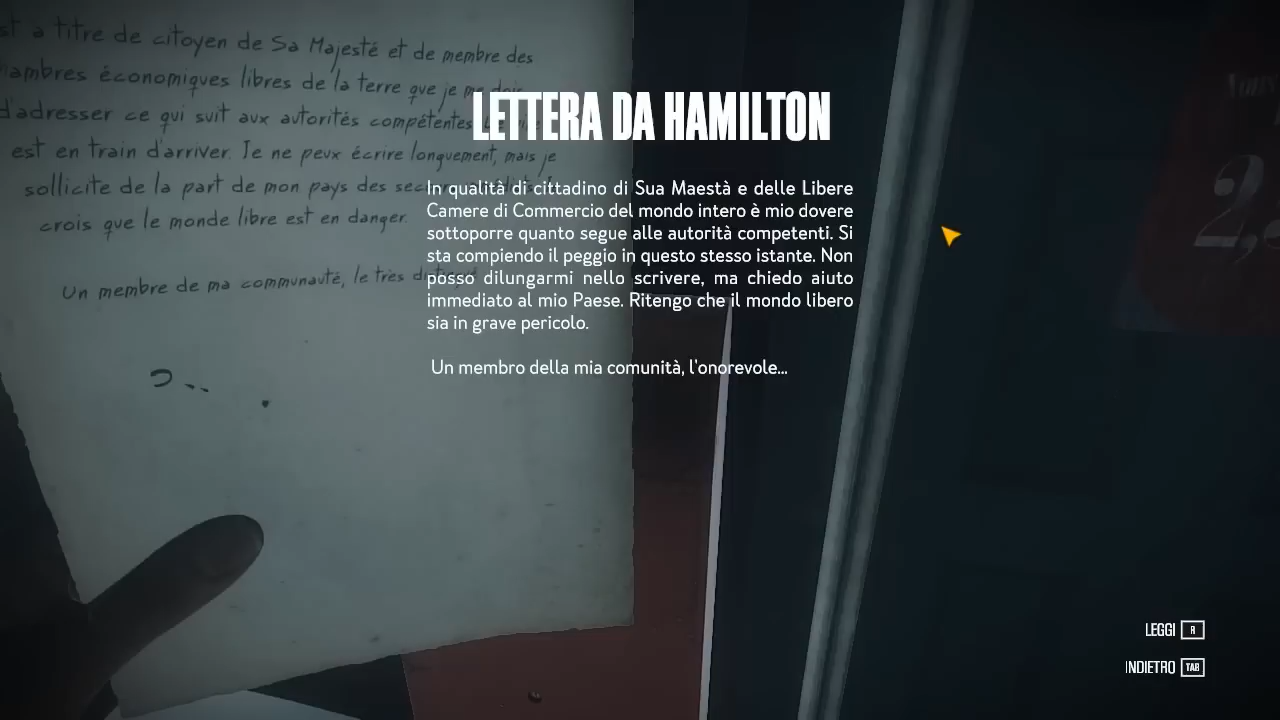 st a titre de citoyen de Sa Majesté et de membre des
ambres économiques libres de la terre que je me dois
d'adresser ce qui suit aux autorités compétentes.
est en train d'arriver. Je ne peux écrire longuement, mais je
sollicite de la part de mon pays des
crois que le monde libre est en danger.
Un membre de ma communauté, le très
LETTERA DA HAMILTON
In qualità di cittadino di Sua Maestà e delle Libere
Camere di Commercio del mondo intero è mio dovere
sottoporre quanto segue alle autorità competenti. Si
sta compiendo il peggio in questo stesso istante. Non
posso dilungarmi nello scrivere, ma chiedo aiuto
immediato al mio Paese. Ritengo che il mondo libero
sia in grave pericolo.
Un membro della mia comunità, l'onorevole...
LEGGI R
INDIETRO TAB